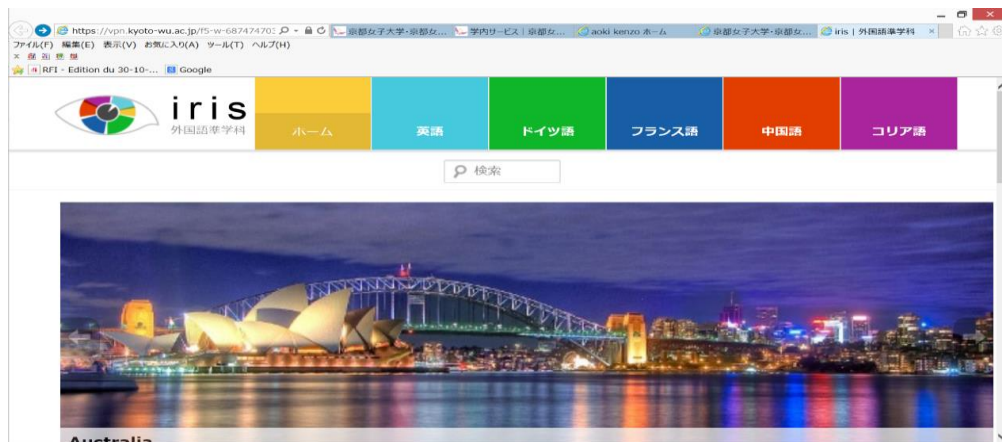 https://vpn.kyoto-wu.ac.jp/f5-w-68747470
京都女子大学・京都女...
学内サービス | 京都女...
aoki kenzo ホーム
京都女子大学・京都女...
iris | 外国語準学科
ファイル(F) 編集(E) 表示(V) お気に入り(A) ツール(T) ヘルプ(H)
RFI - Edition du 30-10-... Google
iris
外国語準学科
ホーム 英語 ドイツ語 フランス語 中国語 コリア語
検索
Australia